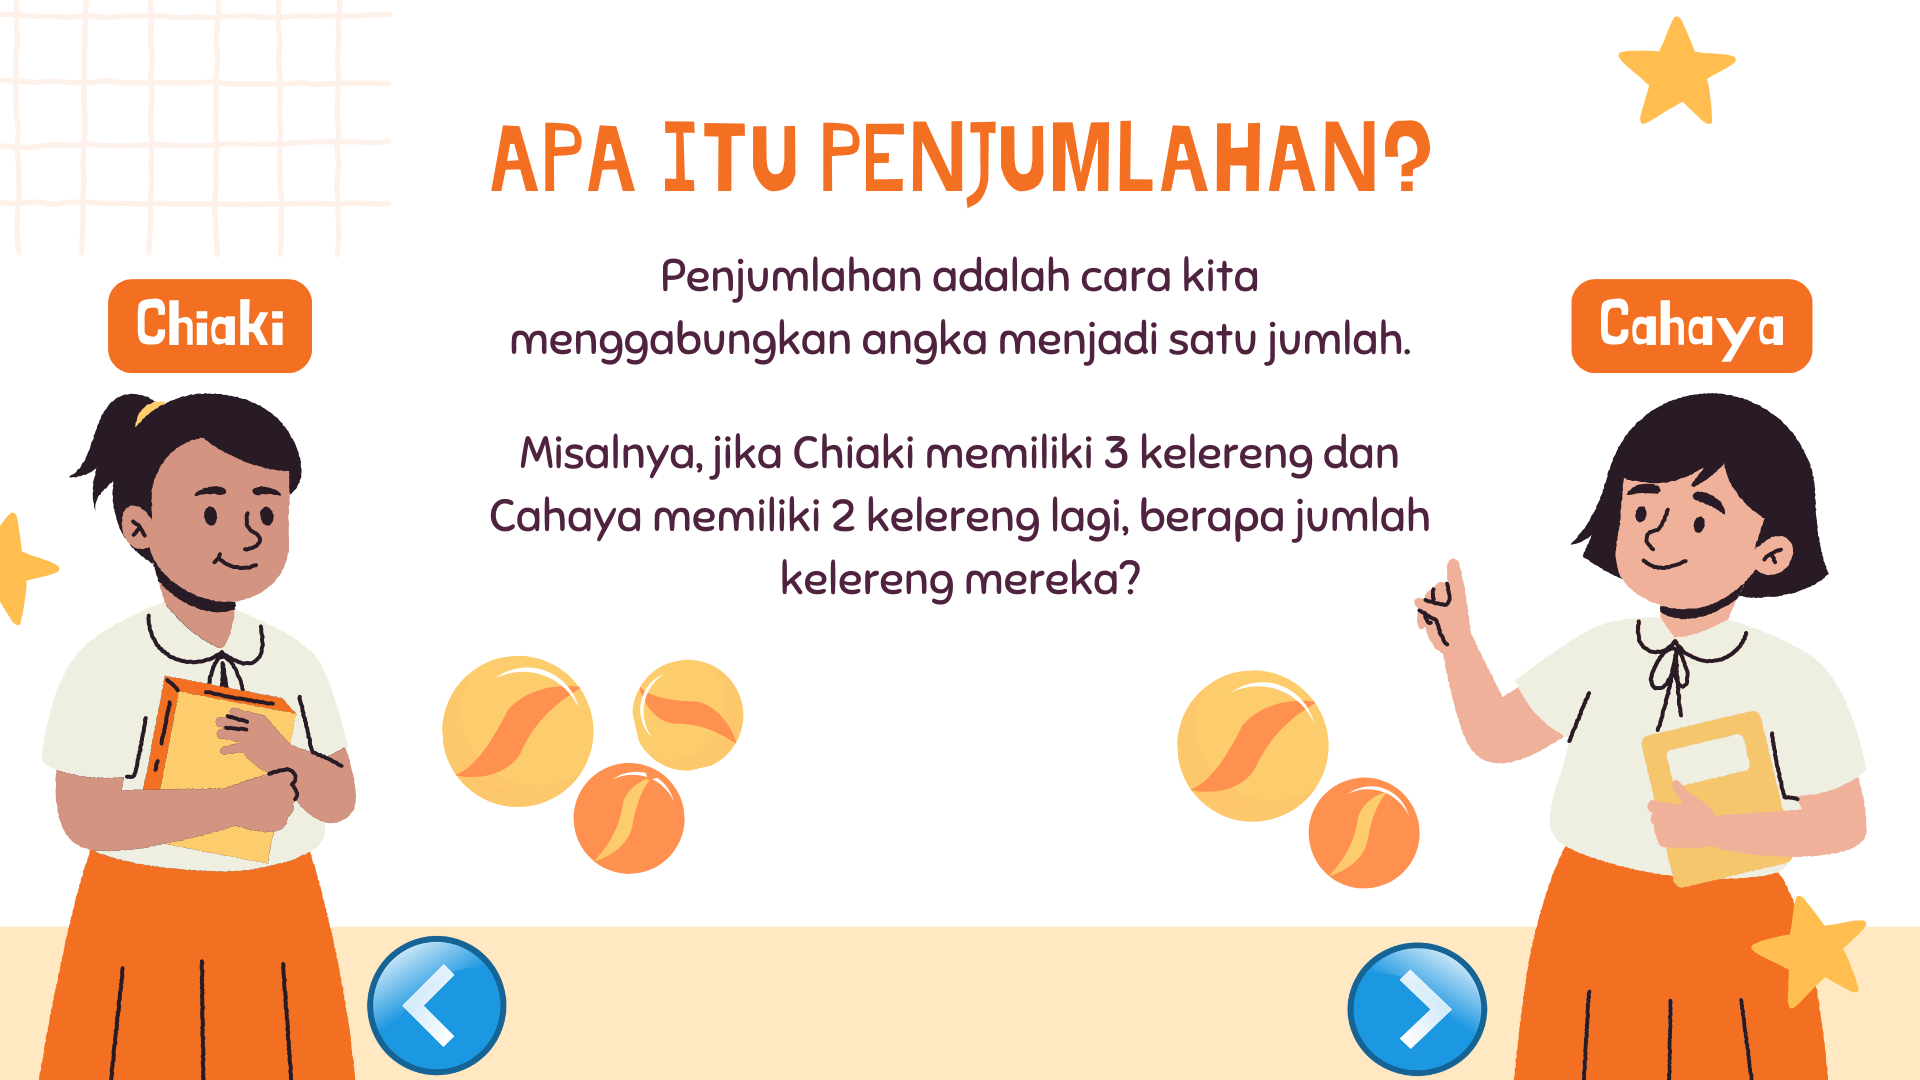 APA ITU PENJUMLAHAN?
Penjumlahan adalah cara kita
menggabungkan angka menjadi satu jumlah.
Chiaki
Cahaya
Misalnya, jika Chiaki memiliki 3 kelereng dan
Cahaya memiliki 2 kelereng lagi, berapa jumlah
kelereng mereka?